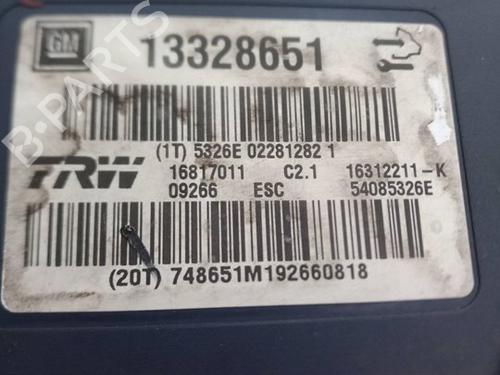 GM 13328651
(1T) 5326E 02281282 1
TRW 16817011 C2.1 16312211-K
09266 ESC 54085326E
(20T) 748651M192660818
B-PARTS